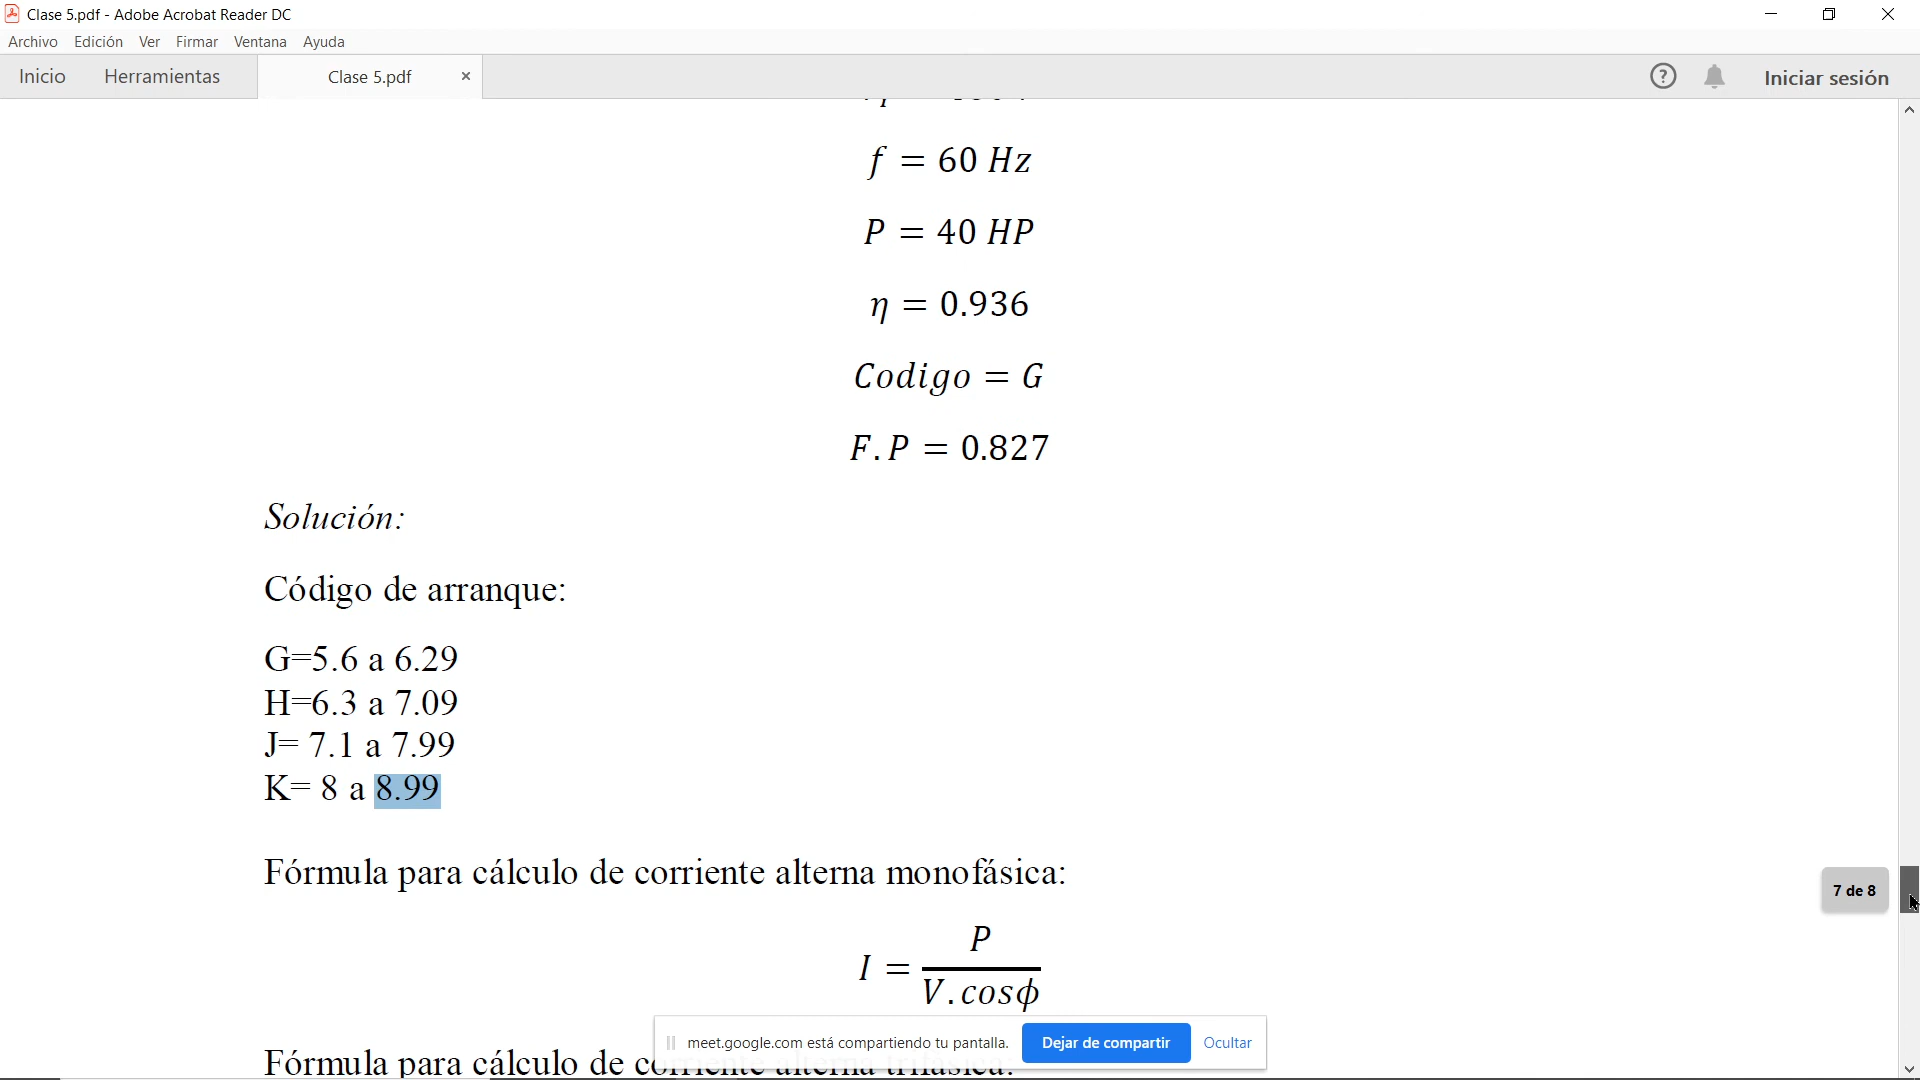 Clase 5.pdf - Adobe Acrobat Reader DC
Archivo Edición Ver Firmar Ventana Ayuda
Inicio Herramientas Clase 5.pdf × ? Iniciar sesión
f = 60 Hz
P = 40 HP
η = 0.936
Codigo = G
F.P = 0.827
Solución:
Código de arranque:
G=5.6 a 6.29
H=6.3 a 7.09
J= 7.1 a 7.99
K= 8 a 8.99
Fórmula para cálculo de corriente alterna monofásica:
7 de 8
I = P / V.cosϕ
Fórmula para cálculo de corriente alterna trifásica:
meet.google.com está compartiendo tu pantalla. Dejar de compartir Ocultar